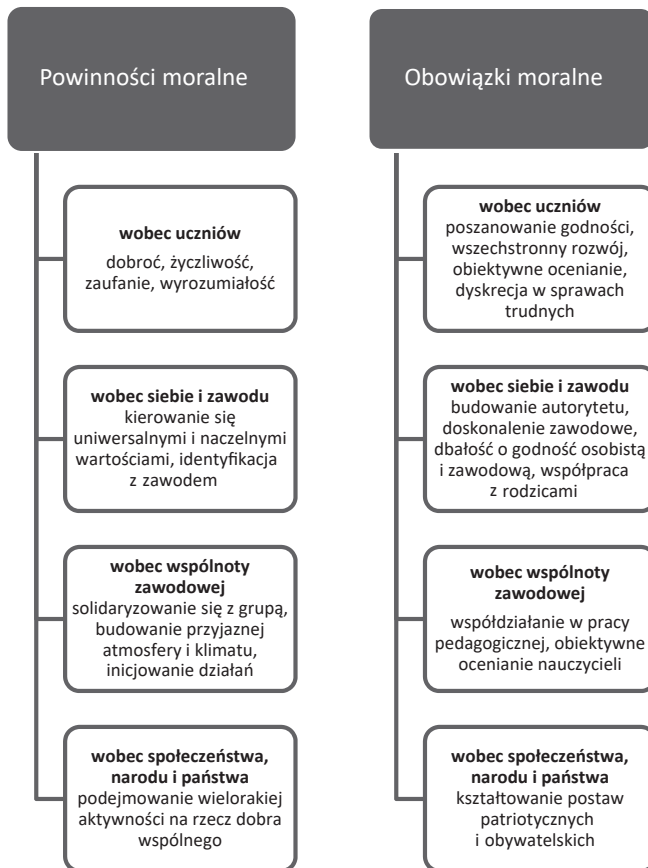 Powinności moralne
wobec uczniów
dobroć, życzliwość,
zaufanie, wyrozumiałość
wobec siebie i zawodu
kierowanie się
uniwersalnymi i naczelnymi
wartościami, identyfikacja
z zawodem
wobec wspólnoty
zawodowej
solidaryzowanie się z grupą,
budowanie przyjaznej
atmosfery i klimatu,
inicjowanie działań
wobec społeczeństwa,
narodu i państwa
podejmowanie wielorakiej
aktywności na rzecz dobra
wspólnego
Obowiązki moralne
wobec uczniów
poszanowanie godności,
wszechstronny rozwój,
obiektywne ocenianie,
dyskrecja w sprawach
trudnych
wobec siebie i zawodu
budowanie autorytetu,
doskonalenie zawodowe,
dbałość o godność osobistą
i zawodową, współpraca
z rodzicami
wobec wspólnoty
zawodowej
współdziałanie w pracy
pedagogicznej, obiektywne
ocenianie nauczycieli
wobec społeczeństwa,
narodu i państwa
kształtowanie postaw
patriotycznych
i obywatelskich